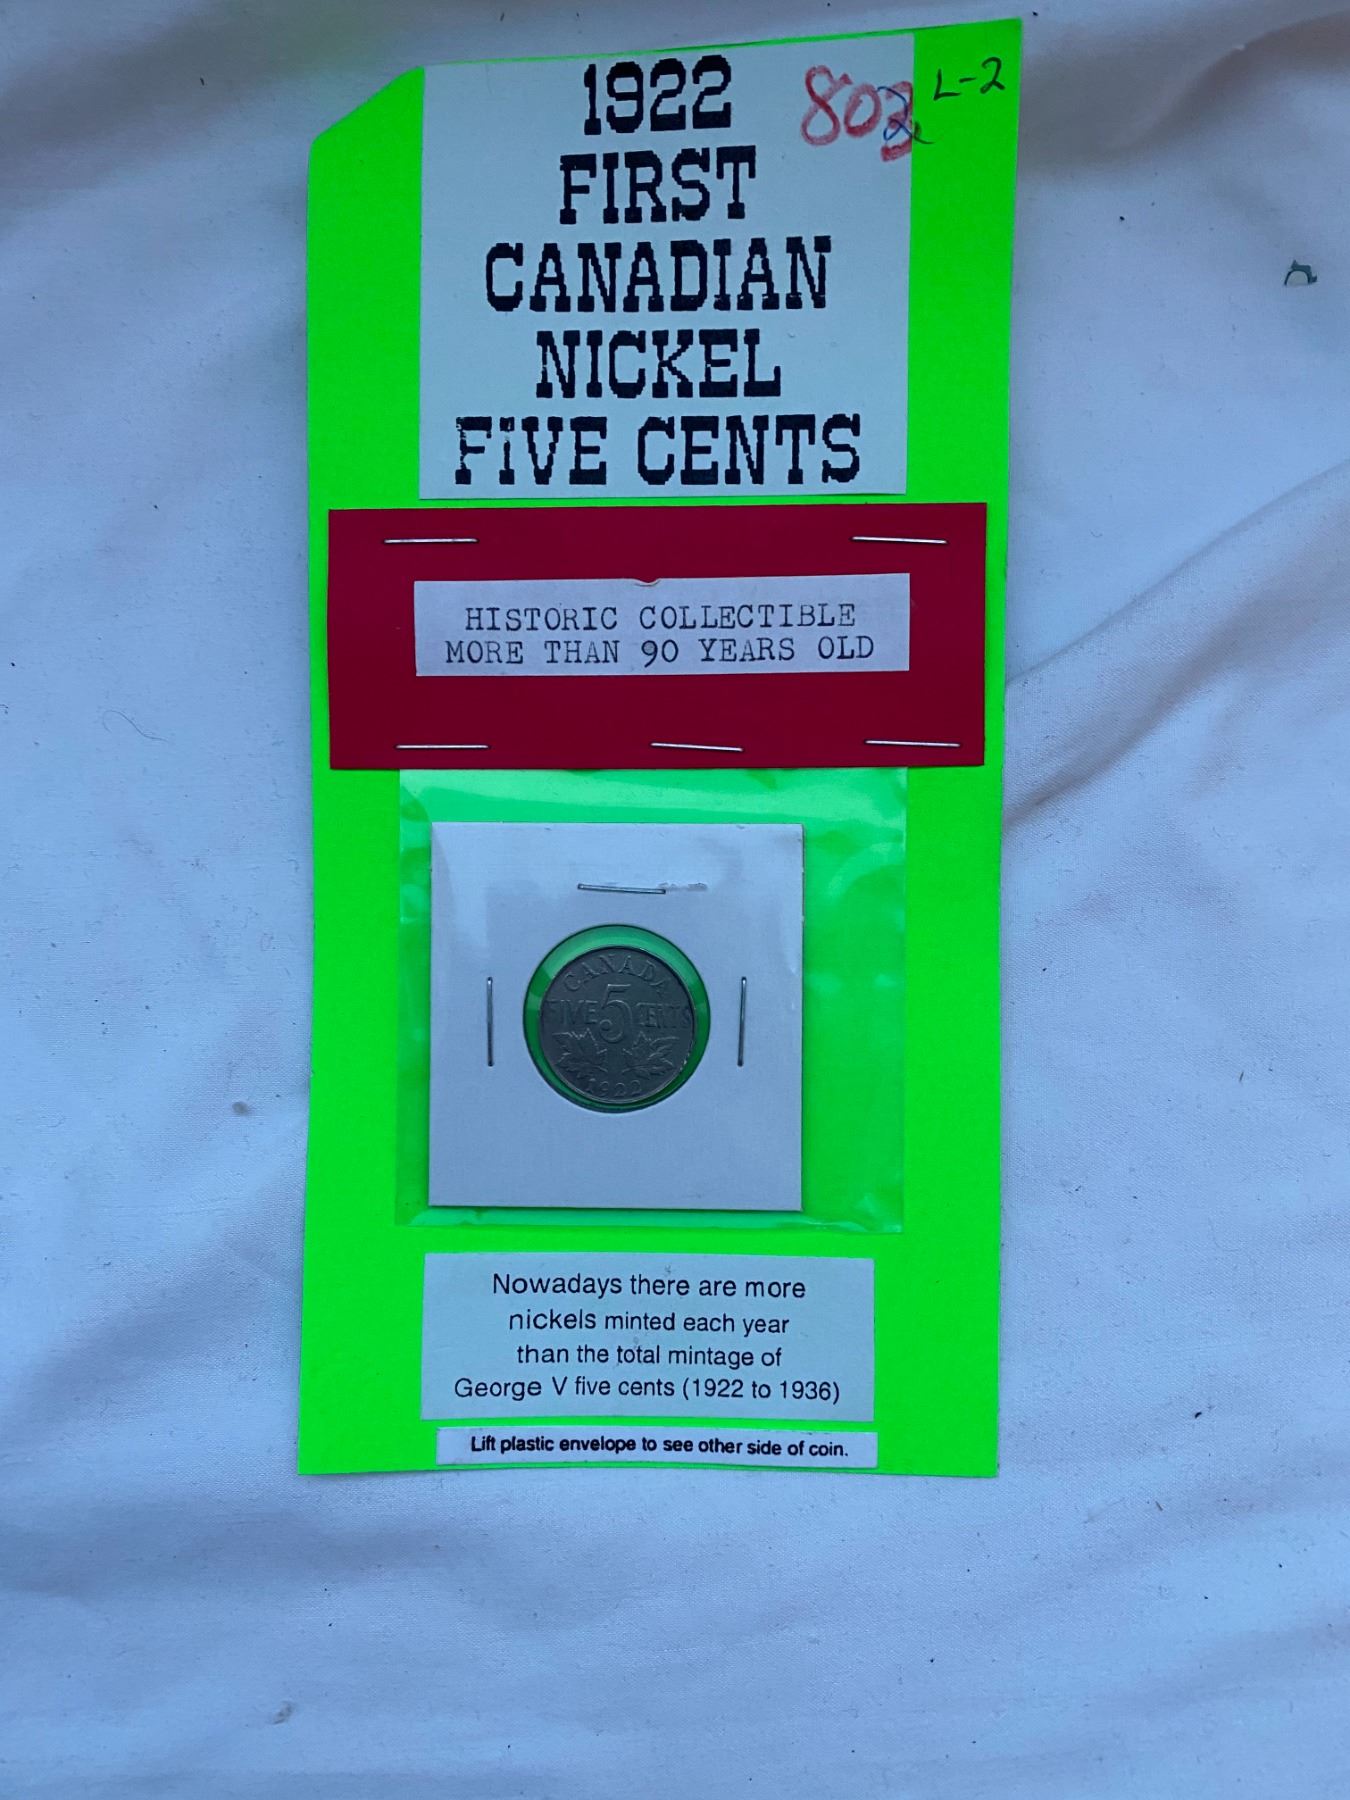 1922
FIRST
CANADIAN
NICKEL
FiVE CENTS
L-2
HISTORIC COLLECTIBLE
MORE THAN 90 YEARS OLD
CANADA
FIVE 5 CENTS
1922
Nowadays there are more
nickels minted each year
than the total mintage of
George V five cents (1922 to 1936)
Lift plastic envelope to see other side of coin.